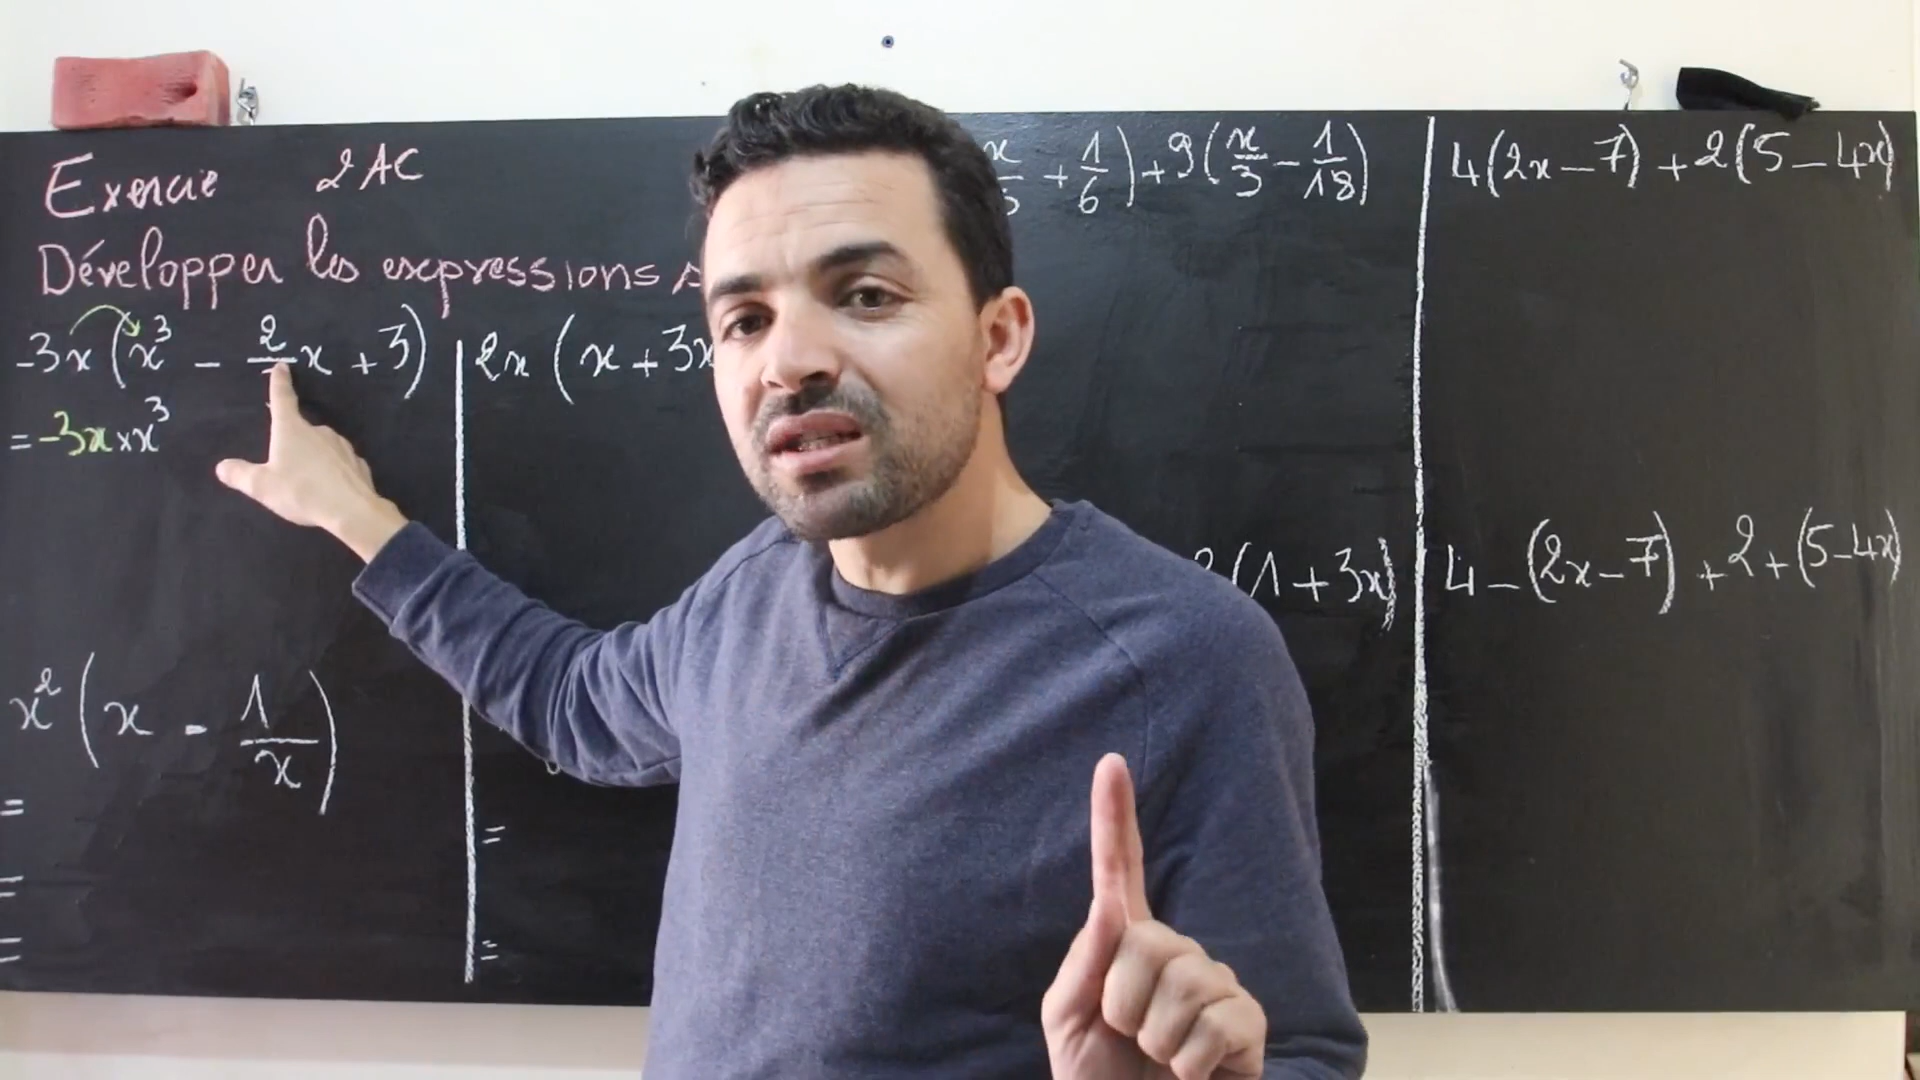 Exercice 2AC
Développer les expressions
-3x (x³ - 2/ x + 3)
= -3x × x³
x² (x - 1/x)
=
=
=
2x (x + 3x
=
=
x/ + 1/6) + 9(x/3 - 1/18)
(1 + 3x)
4(2x - 7) + 2(5 - 4x)
4 - (2x - 7) + 2 + (5 - 4x)